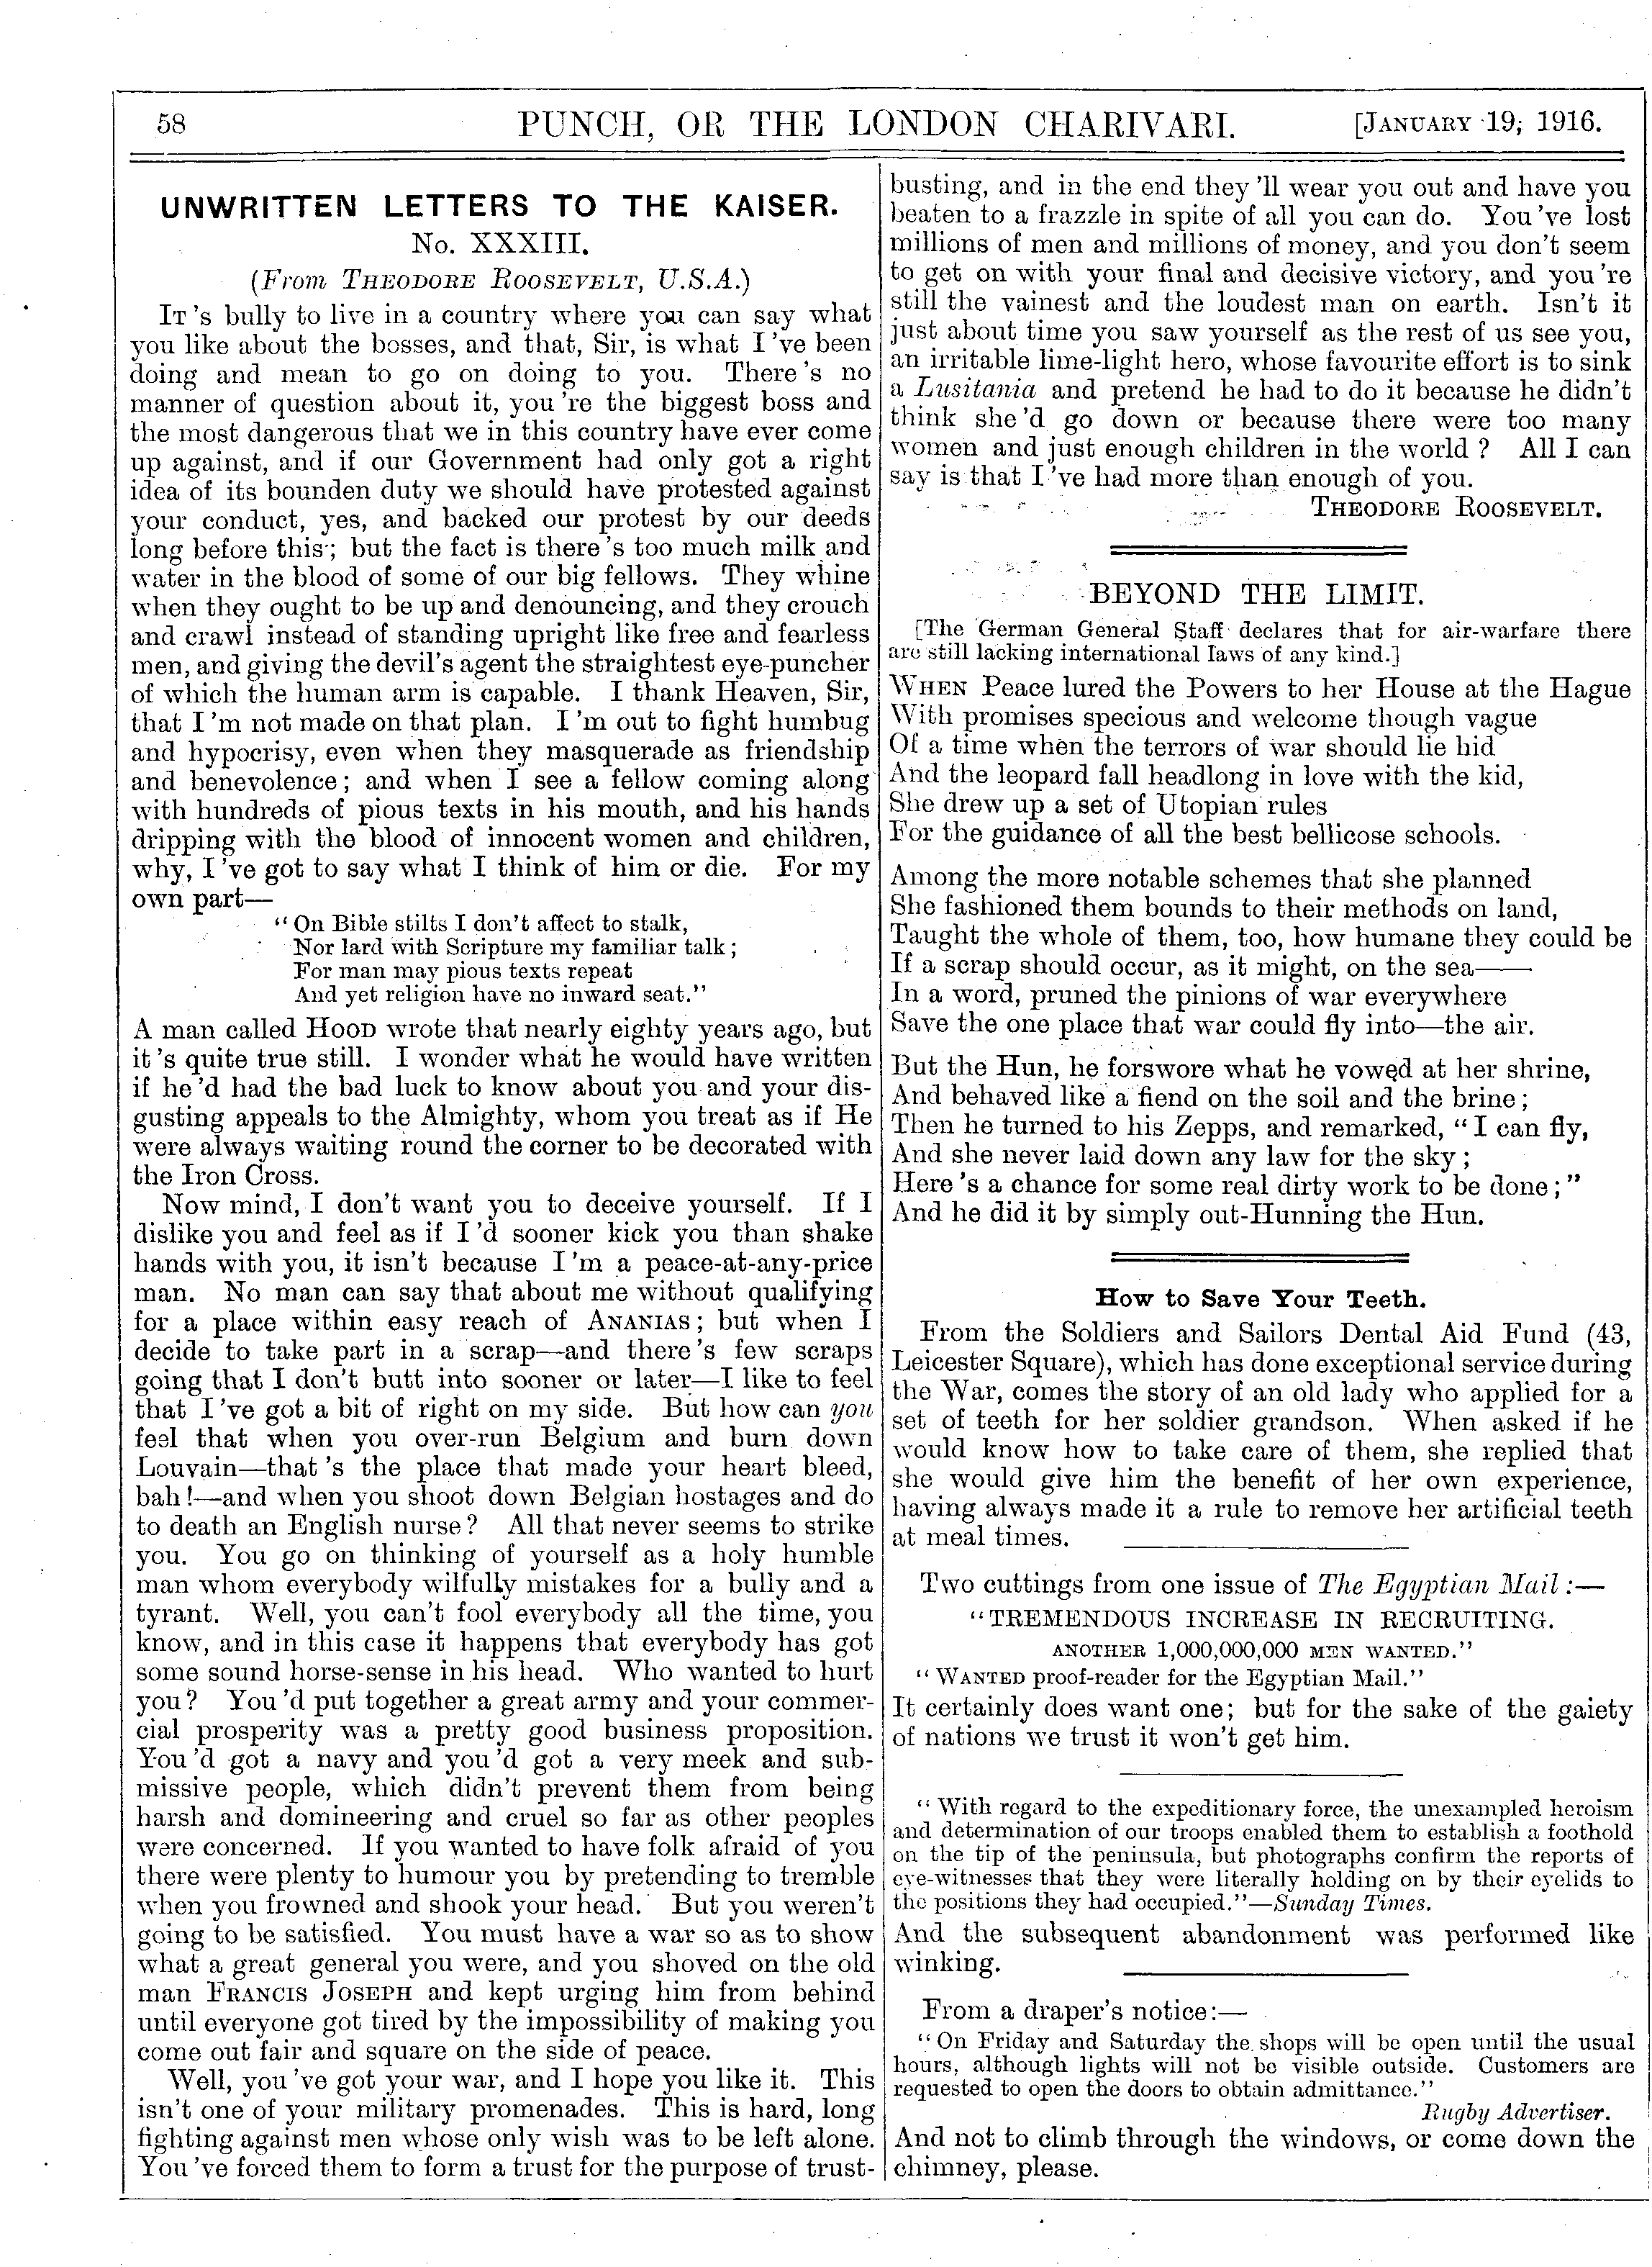 58
PUNCH, OR THE LONDON CHARIVARI.
[JANUARY 19, 1916.
UNWRITTEN LETTERS TO THE KAISER.
No. XXXIII.
(From THEODORE ROOSEVELT, U.S.A.)
IT's bully to live in a country where you can say what
you like about the bosses, and that, Sir, is what I've been
doing and mean to go on doing to you. There's no
manner of question about it, you're the biggest boss and
the most dangerous that we in this country have ever come
up against, and if our Government had only got a right
idea of its bounden duty we should have protested against
your conduct, yes, and backed our protest by our deeds
long before this; but the fact is there's too much milk and
water in the blood of some of our big fellows. They whine
when they ought to be up and denouncing, and they crouch
and crawl instead of standing upright like free and fearless
men, and giving the devil's agent the straightest eye-puncher
of which the human arm is capable. I thank Heaven, Sir,
that I'm not made on that plan. I'm out to fight humbug
and hypocrisy, even when they masquerade as friendship
and benevolence; and when I see a fellow coming along
with hundreds of pious texts in his mouth, and his hands
dripping with the blood of innocent women and children,
why, I've got to say what I think of him or die. For my
own part—
"On Bible stilts I don't affect to stalk,
Nor lard with Scripture my familiar talk;
For man may pious texts repeat
And yet religion have no inward seat."
A man called HOOD wrote that nearly eighty years ago, but
it's quite true still. I wonder what he would have written
if he'd had the bad luck to know about you and your dis-
gusting appeals to the Almighty, whom you treat as if He
were always waiting round the corner to be decorated with
the Iron Cross.
Now mind, I don't want you to deceive yourself. If I
dislike you and feel as if I'd sooner kick you than shake
hands with you, it isn't because I'm a peace-at-any-price
man. No man can say that about me without qualifying
for a place within easy reach of ANANIAS; but when I
decide to take part in a scrap—and there's few scraps
going that I don't butt into sooner or later—I like to feel
that I've got a bit of right on my side. But how can you
feel that when you over-run Belgium and burn down
Louvain—that's the place that made your heart bleed,
bah!—and when you shoot down Belgian hostages and do
to death an English nurse? All that never seems to strike
you. You go on thinking of yourself as a holy humble
man whom everybody wilfully mistakes for a bully and a
tyrant. Well, you can't fool everybody all the time, you
know, and in this case it happens that everybody has got
some sound horse-sense in his head. Who wanted to hurt
you? You'd put together a great army and your commer-
cial prosperity was a pretty good business proposition.
You'd got a navy and you'd got a very meek and sub-
missive people, which didn't prevent them from being
harsh and domineering and cruel so far as other peoples
were concerned. If you wanted to have folk afraid of you
there were plenty to humour you by pretending to tremble
when you frowned and shook your head. But you weren't
going to be satisfied. You must have a war so as to show
what a great general you were, and you shoved on the old
man FRANCIS JOSEPH and kept urging him from behind
until everyone got tired by the impossibility of making you
come out fair and square on the side of peace.
Well, you've got your war, and I hope you like it. This
isn't one of your military promenades. This is hard, long
fighting against men whose only wish was to be left alone.
You've forced them to form a trust for the purpose of trust-
busting, and in the end they'll wear you out and have you
beaten to a frazzle in spite of all you can do. You've lost
millions of men and millions of money, and you don't seem
to get on with your final and decisive victory, and you're
still the vainest and the loudest man on earth. Isn't it
just about time you saw yourself as the rest of us see you,
an irritable lime-light hero, whose favourite effort is to sink
a Lusitania and pretend he had to do it because he didn't
think she'd go down or because there were too many
women and just enough children in the world? All I can
say is that I've had more than enough of you.
THEODORE ROOSEVELT.
BEYOND THE LIMIT.
[The German General Staff declares that for air-warfare there
are still lacking international laws of any kind.]
WHEN Peace lured the Powers to her House at the Hague
With promises specious and welcome though vague
Of a time when the terrors of war should lie hid
And the leopard fall headlong in love with the kid,
She drew up a set of Utopian rules
For the guidance of all the best bellicose schools.
Among the more notable schemes that she planned
She fashioned them bounds to their methods on land,
Taught the whole of them, too, how humane they could be
If a scrap should occur, as it might, on the sea——
In a word, pruned the pinions of war everywhere
Save the one place that war could fly into—the air.
But the Hun, he forswore what he vowed at her shrine,
And behaved like a fiend on the soil and the brine;
Then he turned to his Zepps, and remarked, "I can fly,
And she never laid down any law for the sky;
Here's a chance for some real dirty work to be done;"
And he did it by simply out-Hunning the Hun.
How to Save Your Teeth.
From the Soldiers and Sailors Dental Aid Fund (43,
Leicester Square), which has done exceptional service during
the War, comes the story of an old lady who applied for a
set of teeth for her soldier grandson. When asked if he
would know how to take care of them, she replied that
she would give him the benefit of her own experience,
having always made it a rule to remove her artificial teeth
at meal times.
Two cuttings from one issue of The Egyptian Mail:—
"TREMENDOUS INCREASE IN RECRUITING.
ANOTHER 1,000,000,000 MEN WANTED."
"WANTED proof-reader for the Egyptian Mail."
It certainly does want one; but for the sake of the gaiety
of nations we trust it won't get him.
"With regard to the expeditionary force, the unexampled heroism
and determination of our troops enabled them to establish a foothold
on the tip of the peninsula, but photographs confirm the reports of
eye-witnesses that they were literally holding on by their eyelids to
the positions they had occupied."—Sunday Times.
And the subsequent abandonment was performed like
winking.
From a draper's notice:—
"On Friday and Saturday the shops will be open until the usual
hours, although lights will not be visible outside. Customers are
requested to open the doors to obtain admittance."
Rugby Advertiser.
And not to climb through the windows, or come down the
chimney, please.